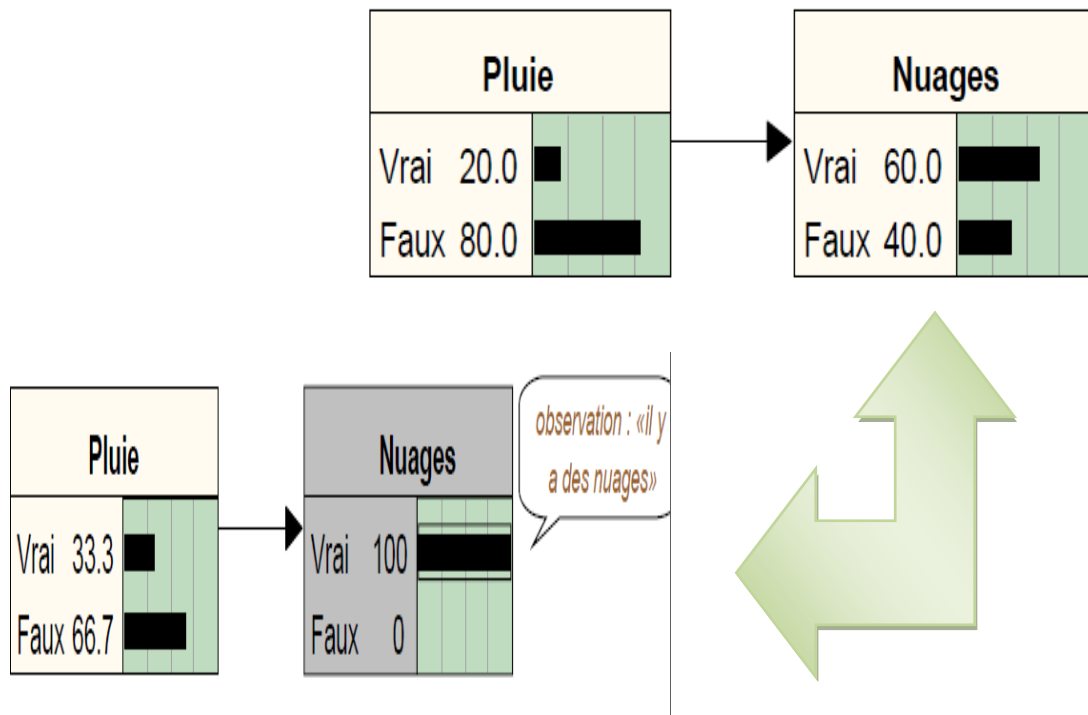 Pluie
Vrai 20.0
Faux 80.0
Nuages
Vrai 60.0
Faux 40.0
Pluie
Vrai 33.3
Faux 66.7
Nuages
Vrai 100
Faux 0
observation : «il y
a des nuages»